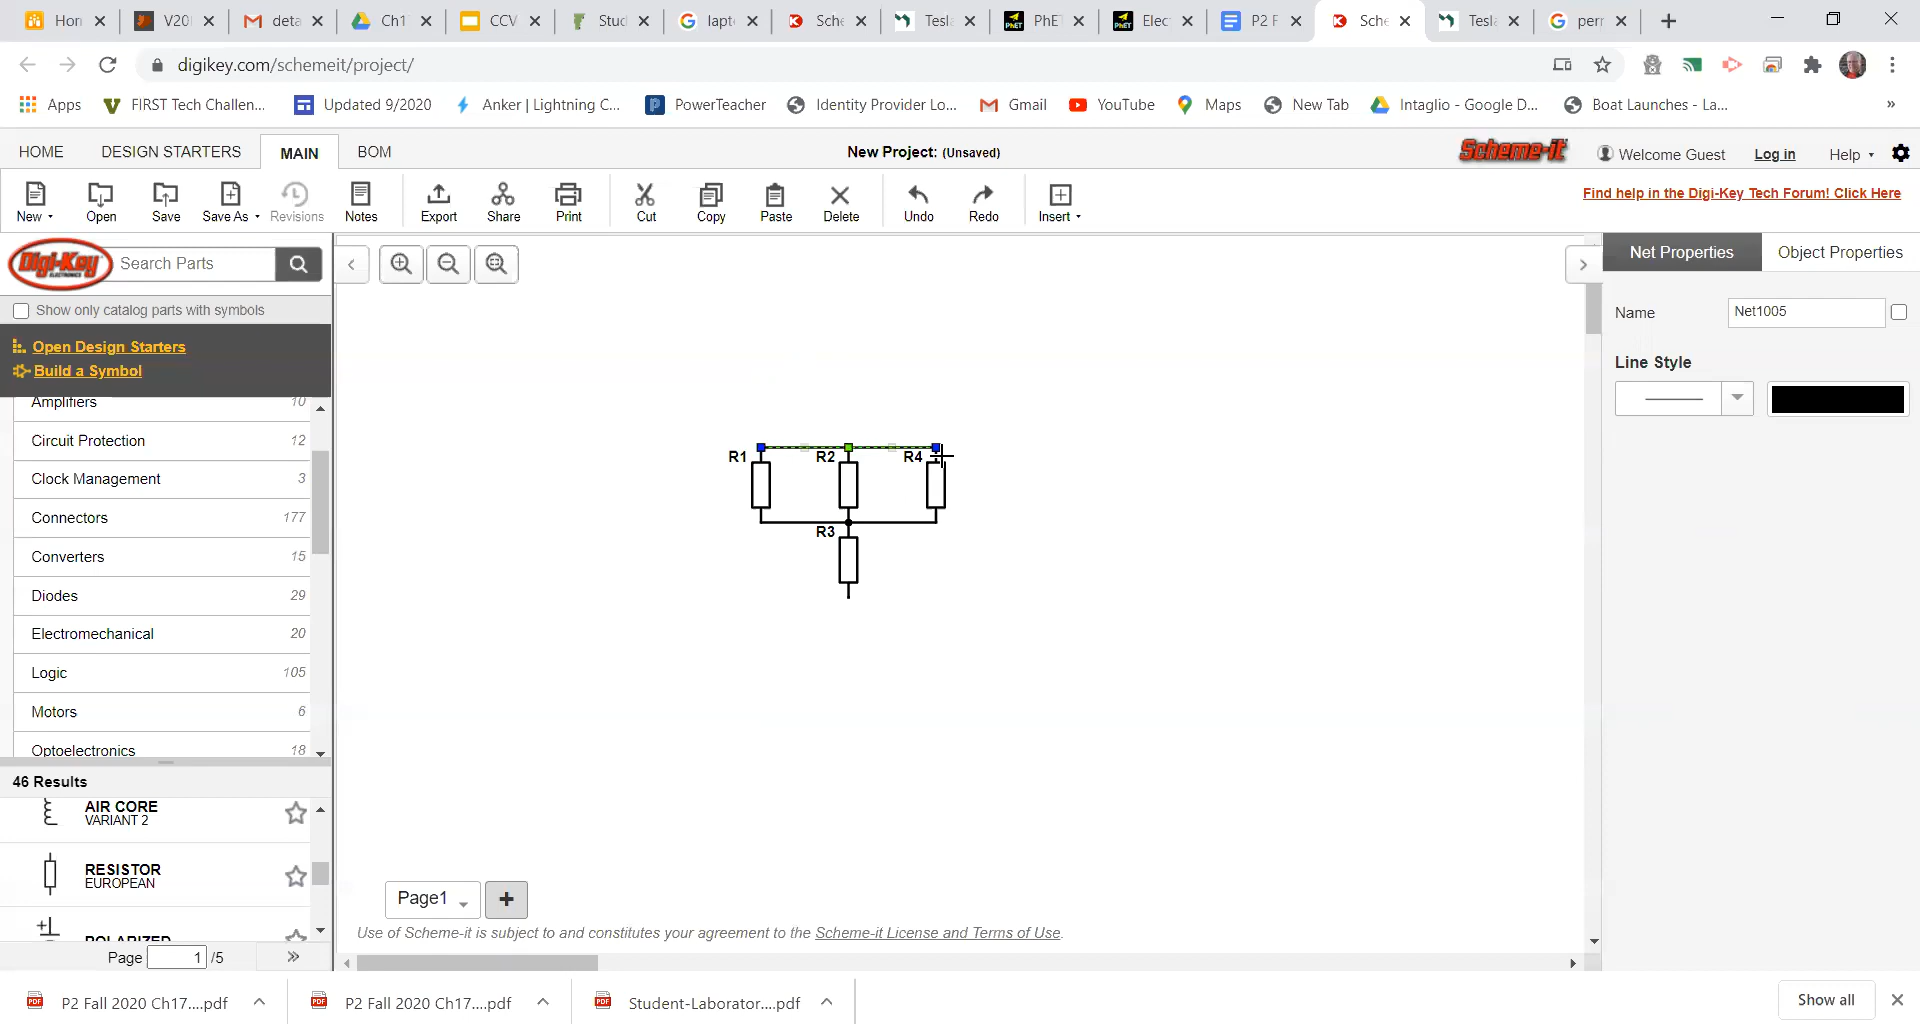 Hon
V20
deta
Ch1
CCV
Stud
lapt
Sche
Tesla
PhE
Elec
P2 F
Sche
Tesla
perr
digikey.com/schemeit/project/
Apps
FIRST Tech Challen...
Updated 9/2020
Anker | Lightning C...
PowerTeacher
Identity Provider Lo...
Gmail
YouTube
Maps
New Tab
Intaglio - Google D...
Boat Launches - La...
»
HOME
DESIGN STARTERS
MAIN
BOM
New Project: (Unsaved)
Scheme-it
Welcome Guest
Log in
Help
New
Open
Save
Save As
Revisions
Notes
Export
Share
Print
Cut
Copy
Paste
Delete
Undo
Redo
Insert
Find help in the Digi-Key Tech Forum! Click Here
Digi-Key
ELECTRONICS
Search Parts
Show only catalog parts with symbols
Open Design Starters
Build a Symbol
Amplifiers 10
Circuit Protection 12
Clock Management 3
Connectors 177
Converters 15
Diodes 29
Electromechanical 20
Logic 105
Motors 6
Optoelectronics 18
46 Results
AIR CORE
VARIANT 2
RESISTOR
EUROPEAN
POLARIZED
Page 1 /5 »
R1 R2 R4
R3
Net Properties
Object Properties
Name Net1005
Line Style
Page1
Use of Scheme-it is subject to and constitutes your agreement to the Scheme-it License and Terms of Use.
P2 Fall 2020 Ch17....pdf
P2 Fall 2020 Ch17....pdf
Student-Laborator....pdf
Show all